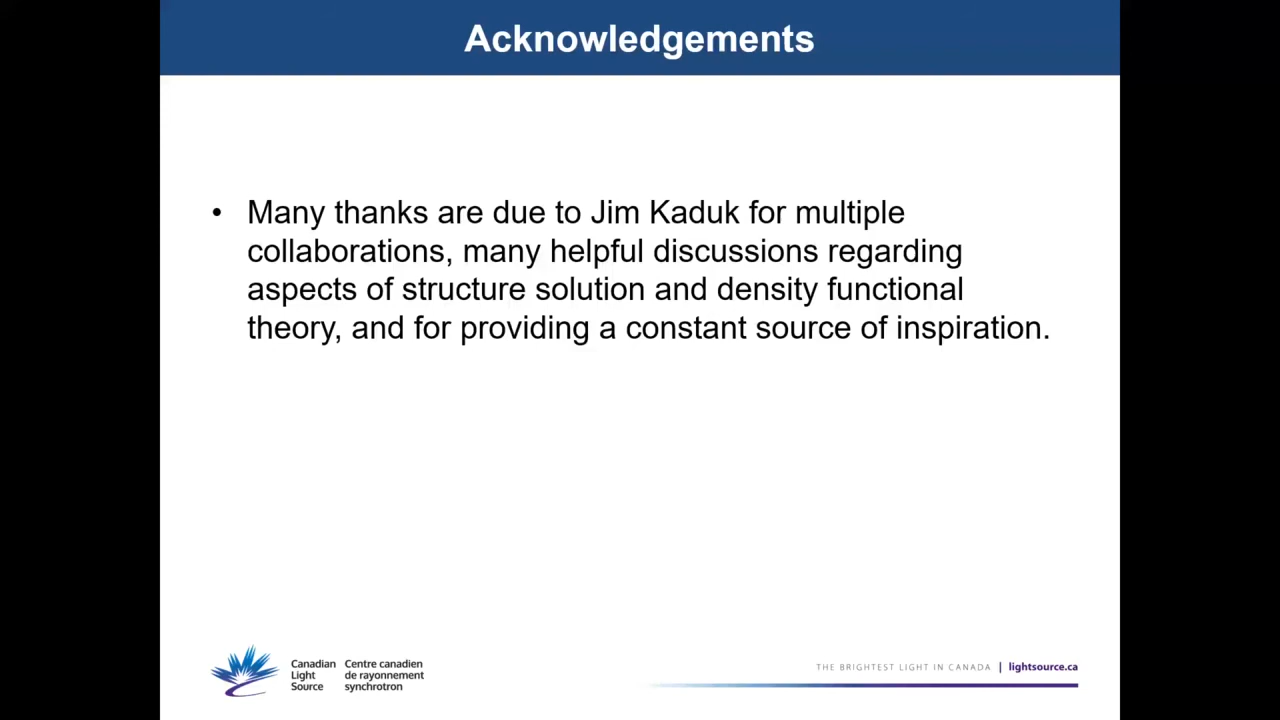 Acknowledgements
• Many thanks are due to Jim Kaduk for multiple
collaborations, many helpful discussions regarding
aspects of structure solution and density functional
theory, and for providing a constant source of inspiration.
Canadian
Light
Source
Centre canadien
de rayonnement
synchrotron
THE BRIGHTEST LIGHT IN CANADA | lightsource.ca